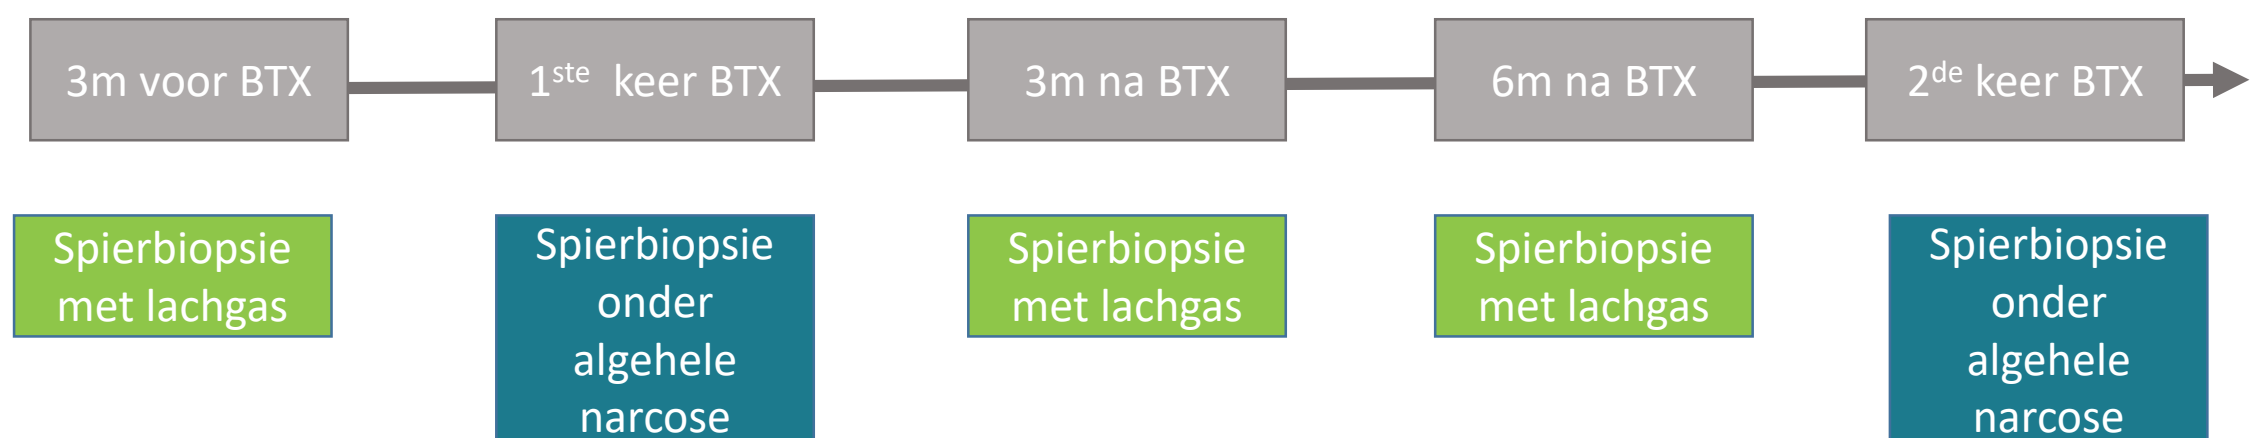 3m voor BTX
1ste keer BTX
3m na BTX
6m na BTX
2de keer BTX
Spierbiopsie
met lachgas
Spierbiopsie
onder
algehele
narcose
Spierbiopsie
met lachgas
Spierbiopsie
met lachgas
Spierbiopsie
onder
algehele
narcose